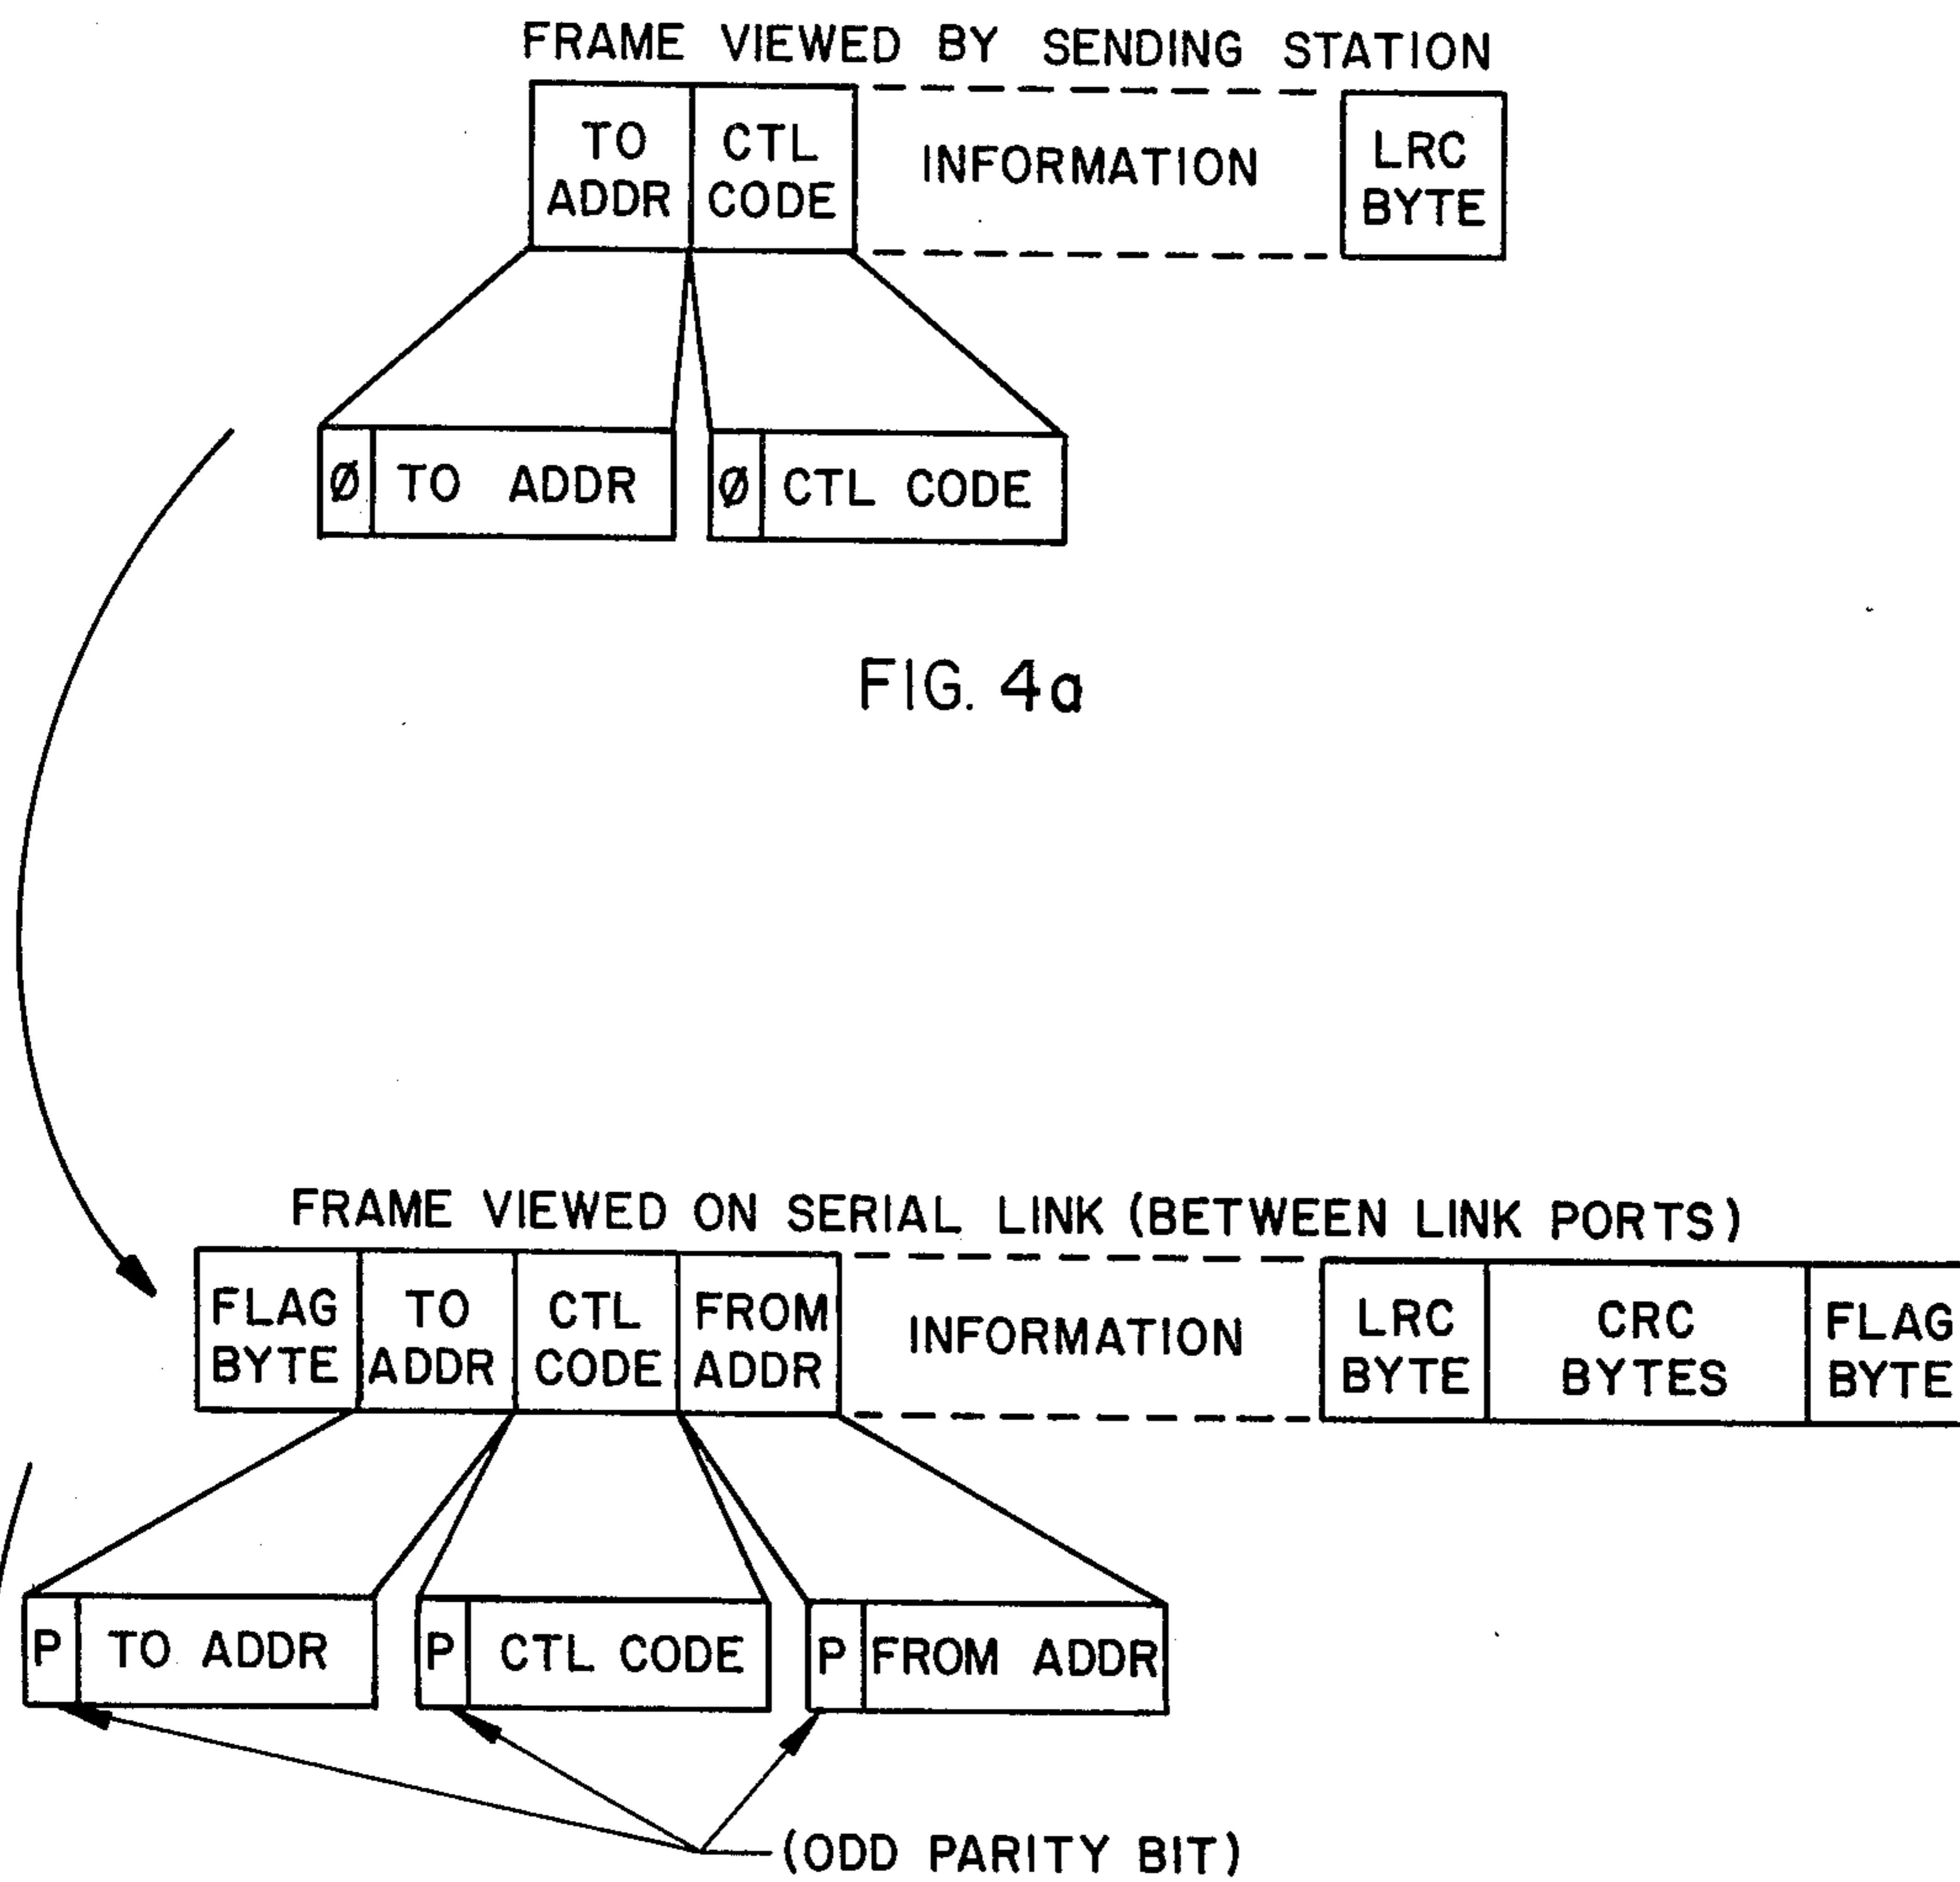 FRAME VIEWED BY SENDING STATION
TO ADDR
CTL CODE
INFORMATION
LRC BYTE
Ø TO ADDR
Ø CTL CODE
FIG. 4a
FRAME VIEWED ON SERIAL LINK (BETWEEN LINK PORTS)
FLAG BYTE
TO ADDR
CTL CODE
FROM ADDR
INFORMATION
LRC BYTE
CRC BYTES
FLAG BYTE
P TO ADDR
P CTL CODE
P FROM ADDR
(ODD PARITY BIT)